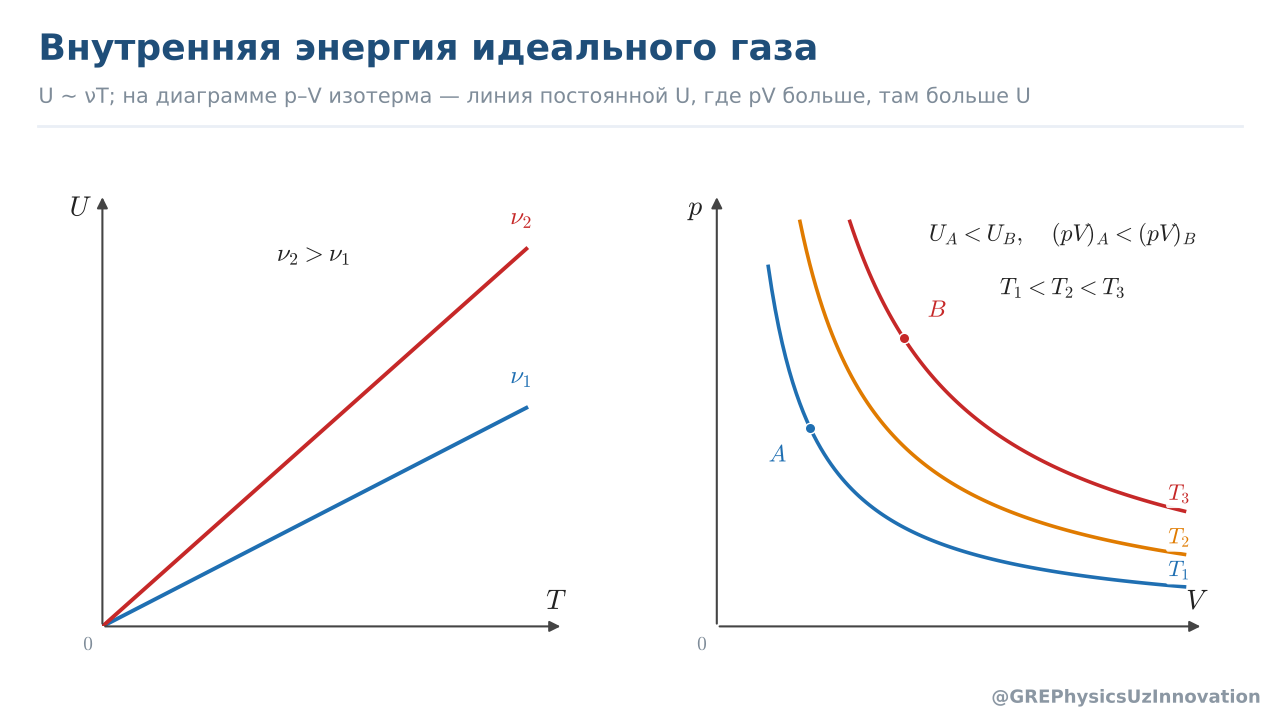 Внутренняя энергия идеального газа
U ~ νT; на диаграмме p–V изотерма — линия постоянной U, где pV больше, там больше U
U
ν₂
ν₂ > ν₁
ν₁
T
0
p
U_A < U_B, (pV)_A < (pV)_B
T₁ < T₂ < T₃
B
A
T₃
T₂
T₁
V
0
@GREPhysicsUzInnovation